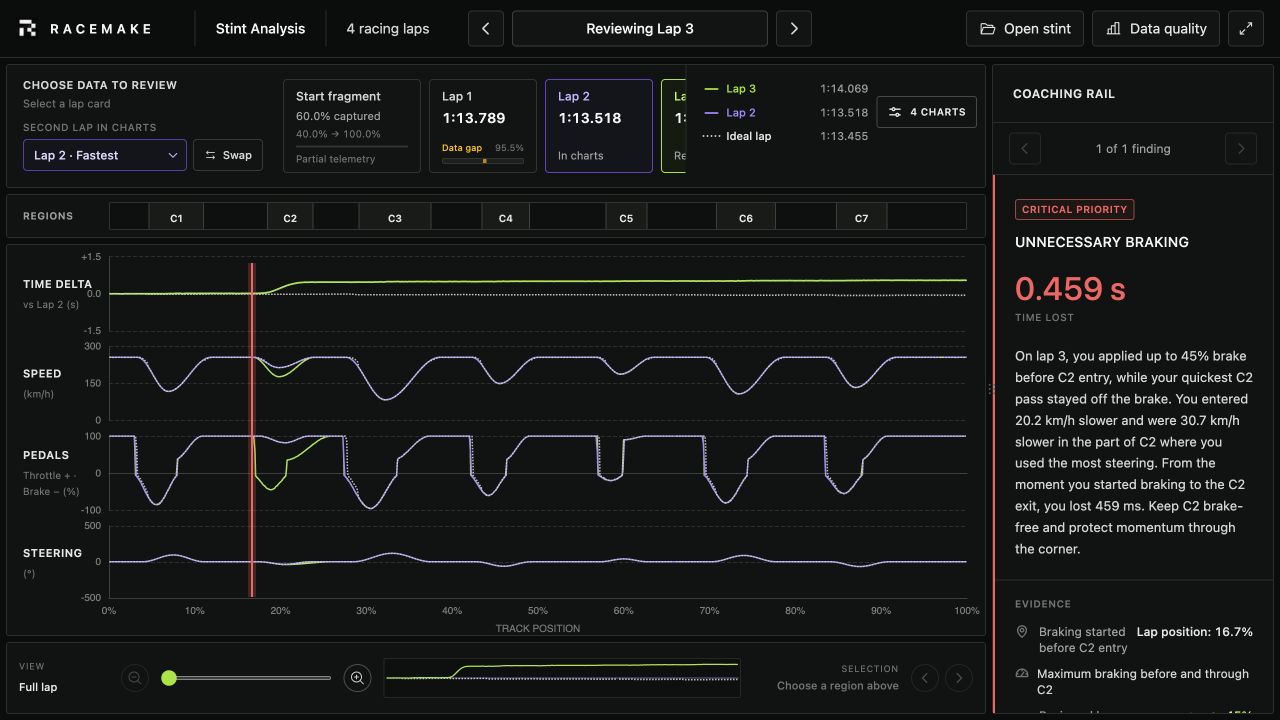 RACEMAKE
Stint Analysis
4 racing laps
Reviewing Lap 3
Open stint
Data quality
CHOOSE DATA TO REVIEW
Select a lap card
SECOND LAP IN CHARTS
Lap 2 · Fastest
Swap
Start fragment
60.0% captured
40.0% → 100.0%
Partial telemetry
Lap 1
1:13.789
Data gap 95.5%
Lap 2
1:13.518
In charts
Lap 3 1:14.069
Lap 2 1:13.518
Ideal lap 1:13.455
4 CHARTS
REGIONS
C1 C2 C3 C4 C5 C6 C7
TIME DELTA
vs Lap 2 (s)
+1.5
0.0
-1.5
SPEED
(km/h)
300
150
0
PEDALS
Throttle + ·
Brake − (%)
100
0
-100
STEERING
(°)
500
0
-500
0% 10% 20% 30% 40% 50% 60% 70% 80% 90% 100%
TRACK POSITION
VIEW
Full lap
SELECTION
Choose a region above
COACHING RAIL
1 of 1 finding
CRITICAL PRIORITY
UNNECESSARY BRAKING
0.459 s
TIME LOST
On lap 3, you applied up to 45% brake
before C2 entry, while your quickest C2
pass stayed off the brake. You entered
20.2 km/h slower and were 30.7 km/h
slower in the part of C2 where you
used the most steering. From the
moment you started braking to the C2
exit, you lost 459 ms. Keep C2 brake-
free and protect momentum through
the corner.
EVIDENCE
Braking started Lap position: 16.7%
before C2 entry
Maximum braking before and through
C2